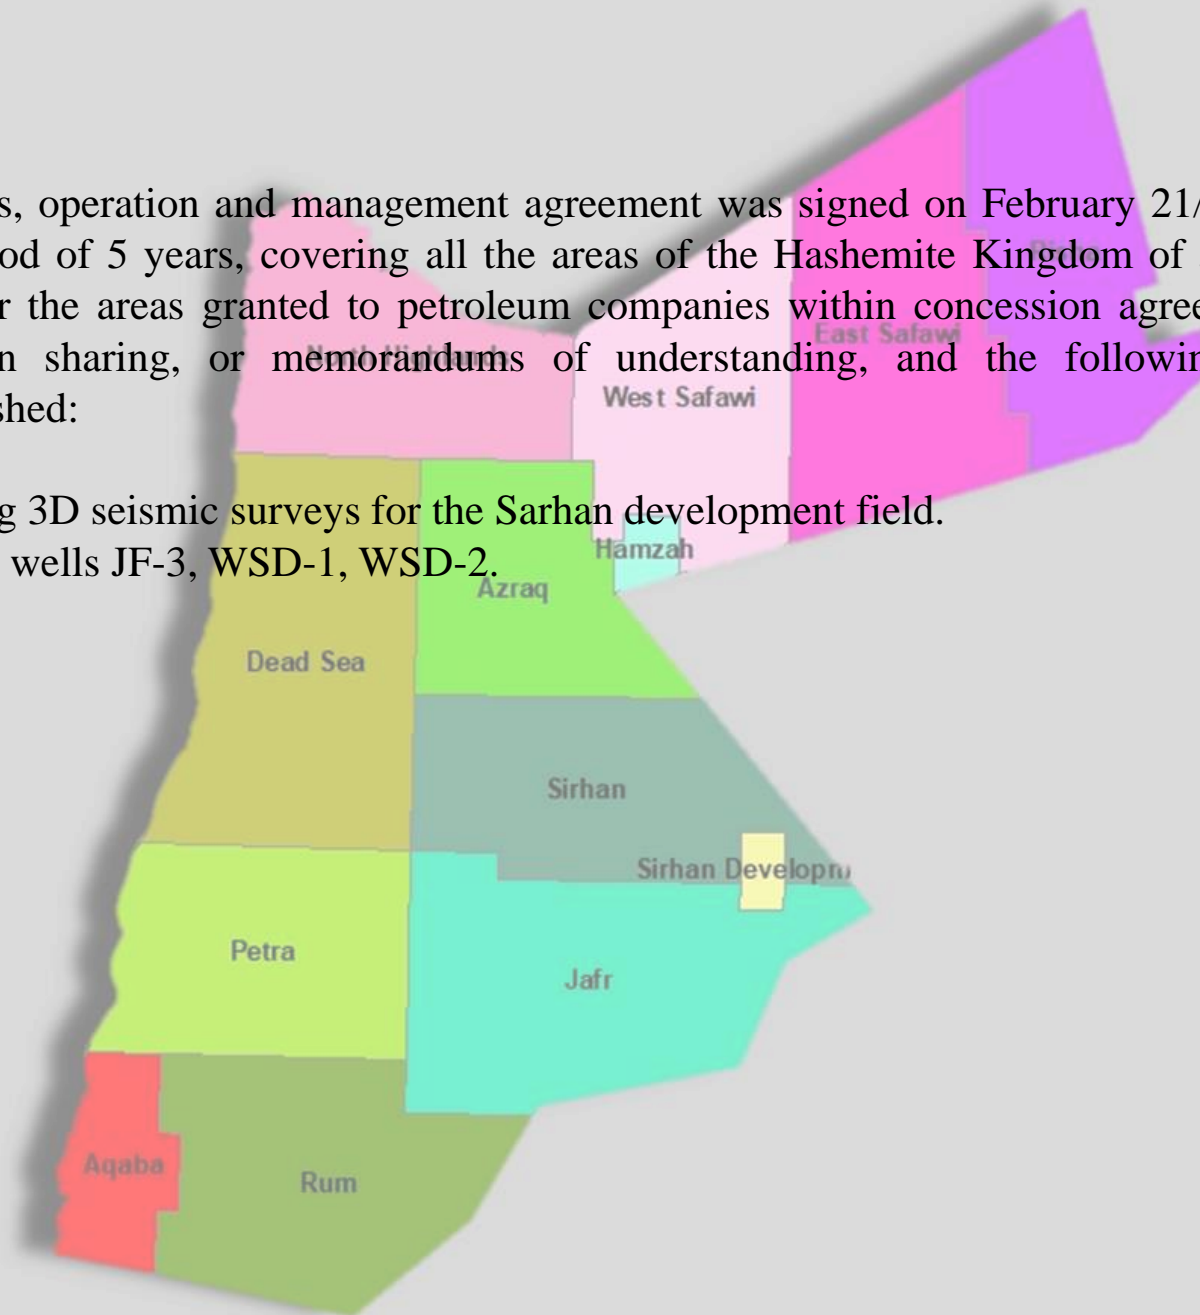 s, operation and management agreement was signed on February 21/
od of 5 years, covering all the areas of the Hashemite Kingdom of
r the areas granted to petroleum companies within concession agree
n sharing, or memorandums of understanding, and the followin
shed:
g 3D seismic surveys for the Sarhan development field.
wells JF-3, WSD-1, WSD-2.
North Highlands
East Safawi
West Safawi
Hamzah
Azraq
Dead Sea
Sirhan
Sirhan Developm
Petra
Jafr
Aqaba
Rum